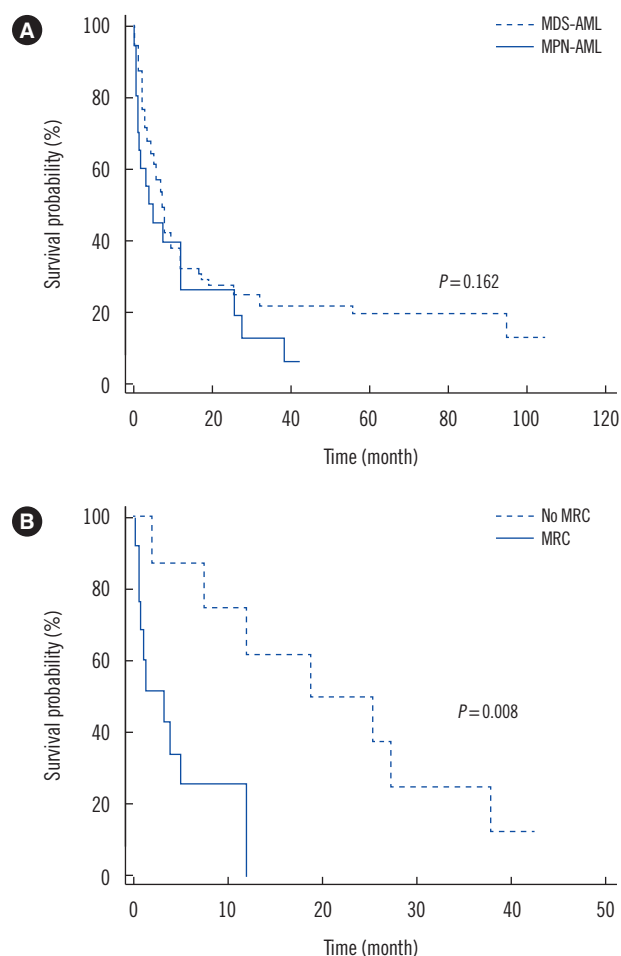 A
MDS-AML
MPN-AML
Survival probability (%)
100
80
60
40
20
0
P=0.162
0 20 40 60 80 100 120
Time (month)
B
No MRC
MRC
Survival probability (%)
100
80
60
40
20
0
P=0.008
0 10 20 30 40 50
Time (month)